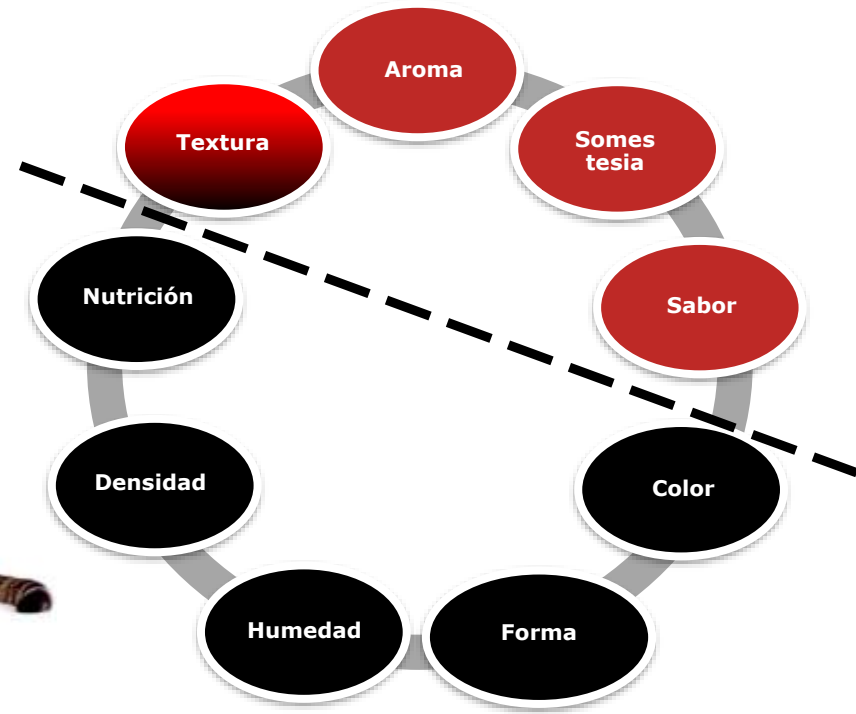 Aroma
Textura
Somes
tesia
Nutrición
Sabor
Densidad
Color
Humedad
Forma